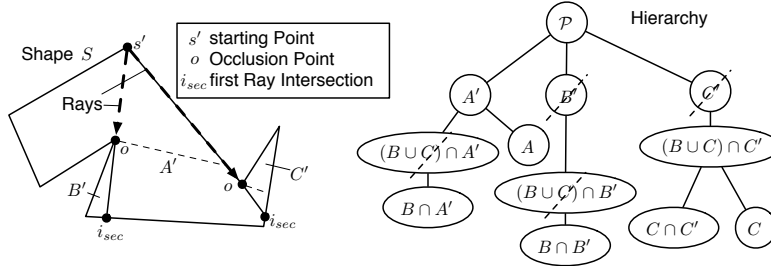 Shape S
s′
s′ starting Point
o Occlusion Point
i_sec first Ray Intersection
Rays
o
A′
B′
o
C′
i_sec
i_sec
Hierarchy
𝒫
A′
B′
C′
(B ∪ C) ∩ A′
A
(B ∪ C) ∩ C′
B ∩ A′
(B ∪ C) ∩ B′
B ∩ B′
C ∩ C′
C